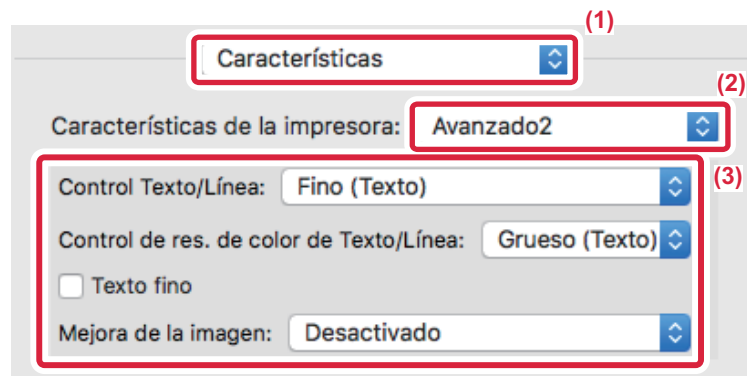 (1)
Características
(2)
Características de la impresora: Avanzado2
(3)
Control Texto/Línea: Fino (Texto)
Control de res. de color de Texto/Línea: Grueso (Texto)
Texto fino
Mejora de la imagen: Desactivado